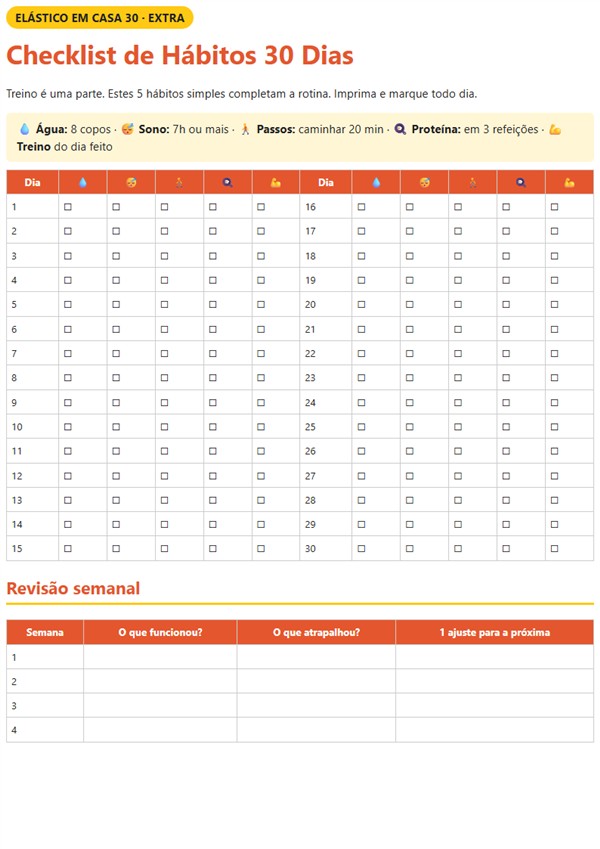 ELÁSTICO EM CASA 30 · EXTRA
Checklist de Hábitos 30 Dias
Treino é uma parte. Estes 5 hábitos simples completam a rotina. Imprima e marque todo dia.
💧 Água: 8 copos · 😴 Sono: 7h ou mais · 🚶 Passos: caminhar 20 min · 🍳 Proteína: em 3 refeições · 💪
Treino do dia feito
Dia 💧 😴 🚶 🍳 💪 Dia 💧 😴 🚶 🍳 💪
1 ☐ ☐ ☐ ☐ ☐ 16 ☐ ☐ ☐ ☐ ☐
2 ☐ ☐ ☐ ☐ ☐ 17 ☐ ☐ ☐ ☐ ☐
3 ☐ ☐ ☐ ☐ ☐ 18 ☐ ☐ ☐ ☐ ☐
4 ☐ ☐ ☐ ☐ ☐ 19 ☐ ☐ ☐ ☐ ☐
5 ☐ ☐ ☐ ☐ ☐ 20 ☐ ☐ ☐ ☐ ☐
6 ☐ ☐ ☐ ☐ ☐ 21 ☐ ☐ ☐ ☐ ☐
7 ☐ ☐ ☐ ☐ ☐ 22 ☐ ☐ ☐ ☐ ☐
8 ☐ ☐ ☐ ☐ ☐ 23 ☐ ☐ ☐ ☐ ☐
9 ☐ ☐ ☐ ☐ ☐ 24 ☐ ☐ ☐ ☐ ☐
10 ☐ ☐ ☐ ☐ ☐ 25 ☐ ☐ ☐ ☐ ☐
11 ☐ ☐ ☐ ☐ ☐ 26 ☐ ☐ ☐ ☐ ☐
12 ☐ ☐ ☐ ☐ ☐ 27 ☐ ☐ ☐ ☐ ☐
13 ☐ ☐ ☐ ☐ ☐ 28 ☐ ☐ ☐ ☐ ☐
14 ☐ ☐ ☐ ☐ ☐ 29 ☐ ☐ ☐ ☐ ☐
15 ☐ ☐ ☐ ☐ ☐ 30 ☐ ☐ ☐ ☐ ☐
Revisão semanal
Semana O que funcionou? O que atrapalhou? 1 ajuste para a próxima
1
2
3
4